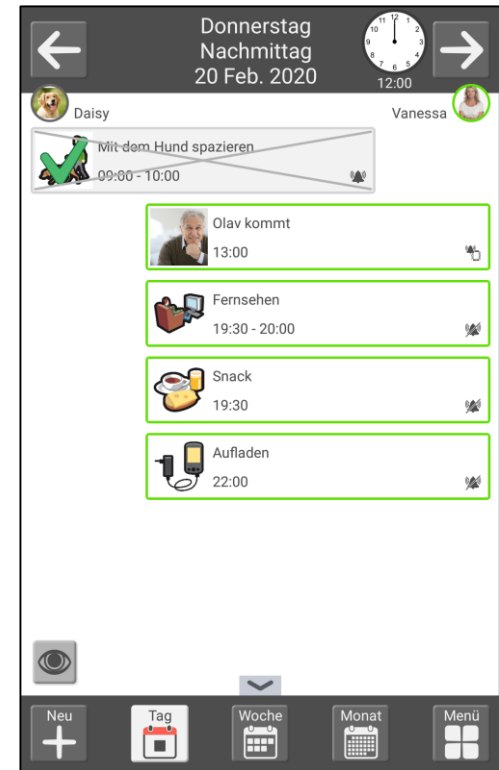 Donnerstag
Nachmittag
20 Feb. 2020
12:00
Daisy
Vanessa
Mit dem Hund spazieren
09:00 - 10:00
Olav kommt
13:00
Fernsehen
19:30 - 20:00
Snack
19:30
Aufladen
22:00
Neu
Tag
Woche
Monat
Menü